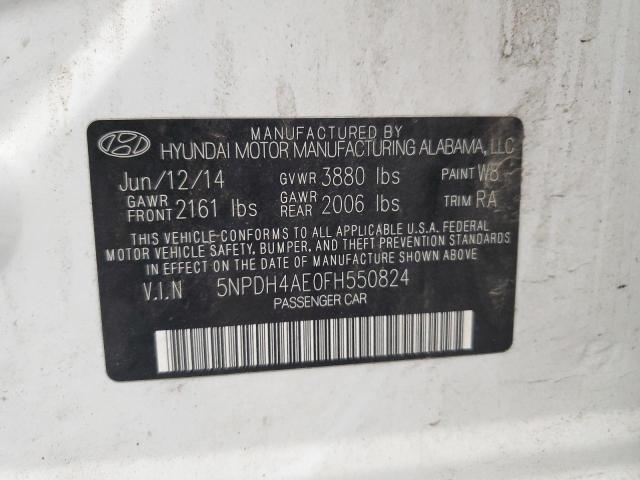 MANUFACTURED BY
HYUNDAI MOTOR MANUFACTURING ALABAMA, LLC
Jun/12/14 GVWR 3880 lbs PAINT W8
GAWR FRONT 2161 lbs GAWR REAR 2006 lbs TRIM RA
THIS VEHICLE CONFORMS TO ALL APPLICABLE U.S.A. FEDERAL
MOTOR VEHICLE SAFETY, BUMPER, AND THEFT PREVENTION
STANDARDS IN EFFECT ON THE DATE OF MANUFACTURE SHOWN ABOVE.
V.I.N 5NPDH4AE0FH550824
PASSENGER CAR